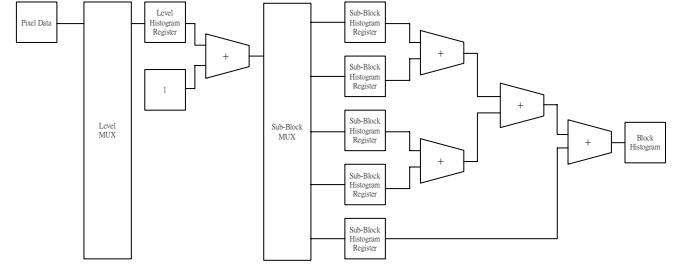 Pixel Data
Level
MUX
Level
Histogram
Register
1
+
Sub-Block
MUX
Sub-Block
Histogram
Register
Sub-Block
Histogram
Register
Sub-Block
Histogram
Register
Sub-Block
Histogram
Register
Sub-Block
Histogram
Register
+
+
+
+
Block
Histogram